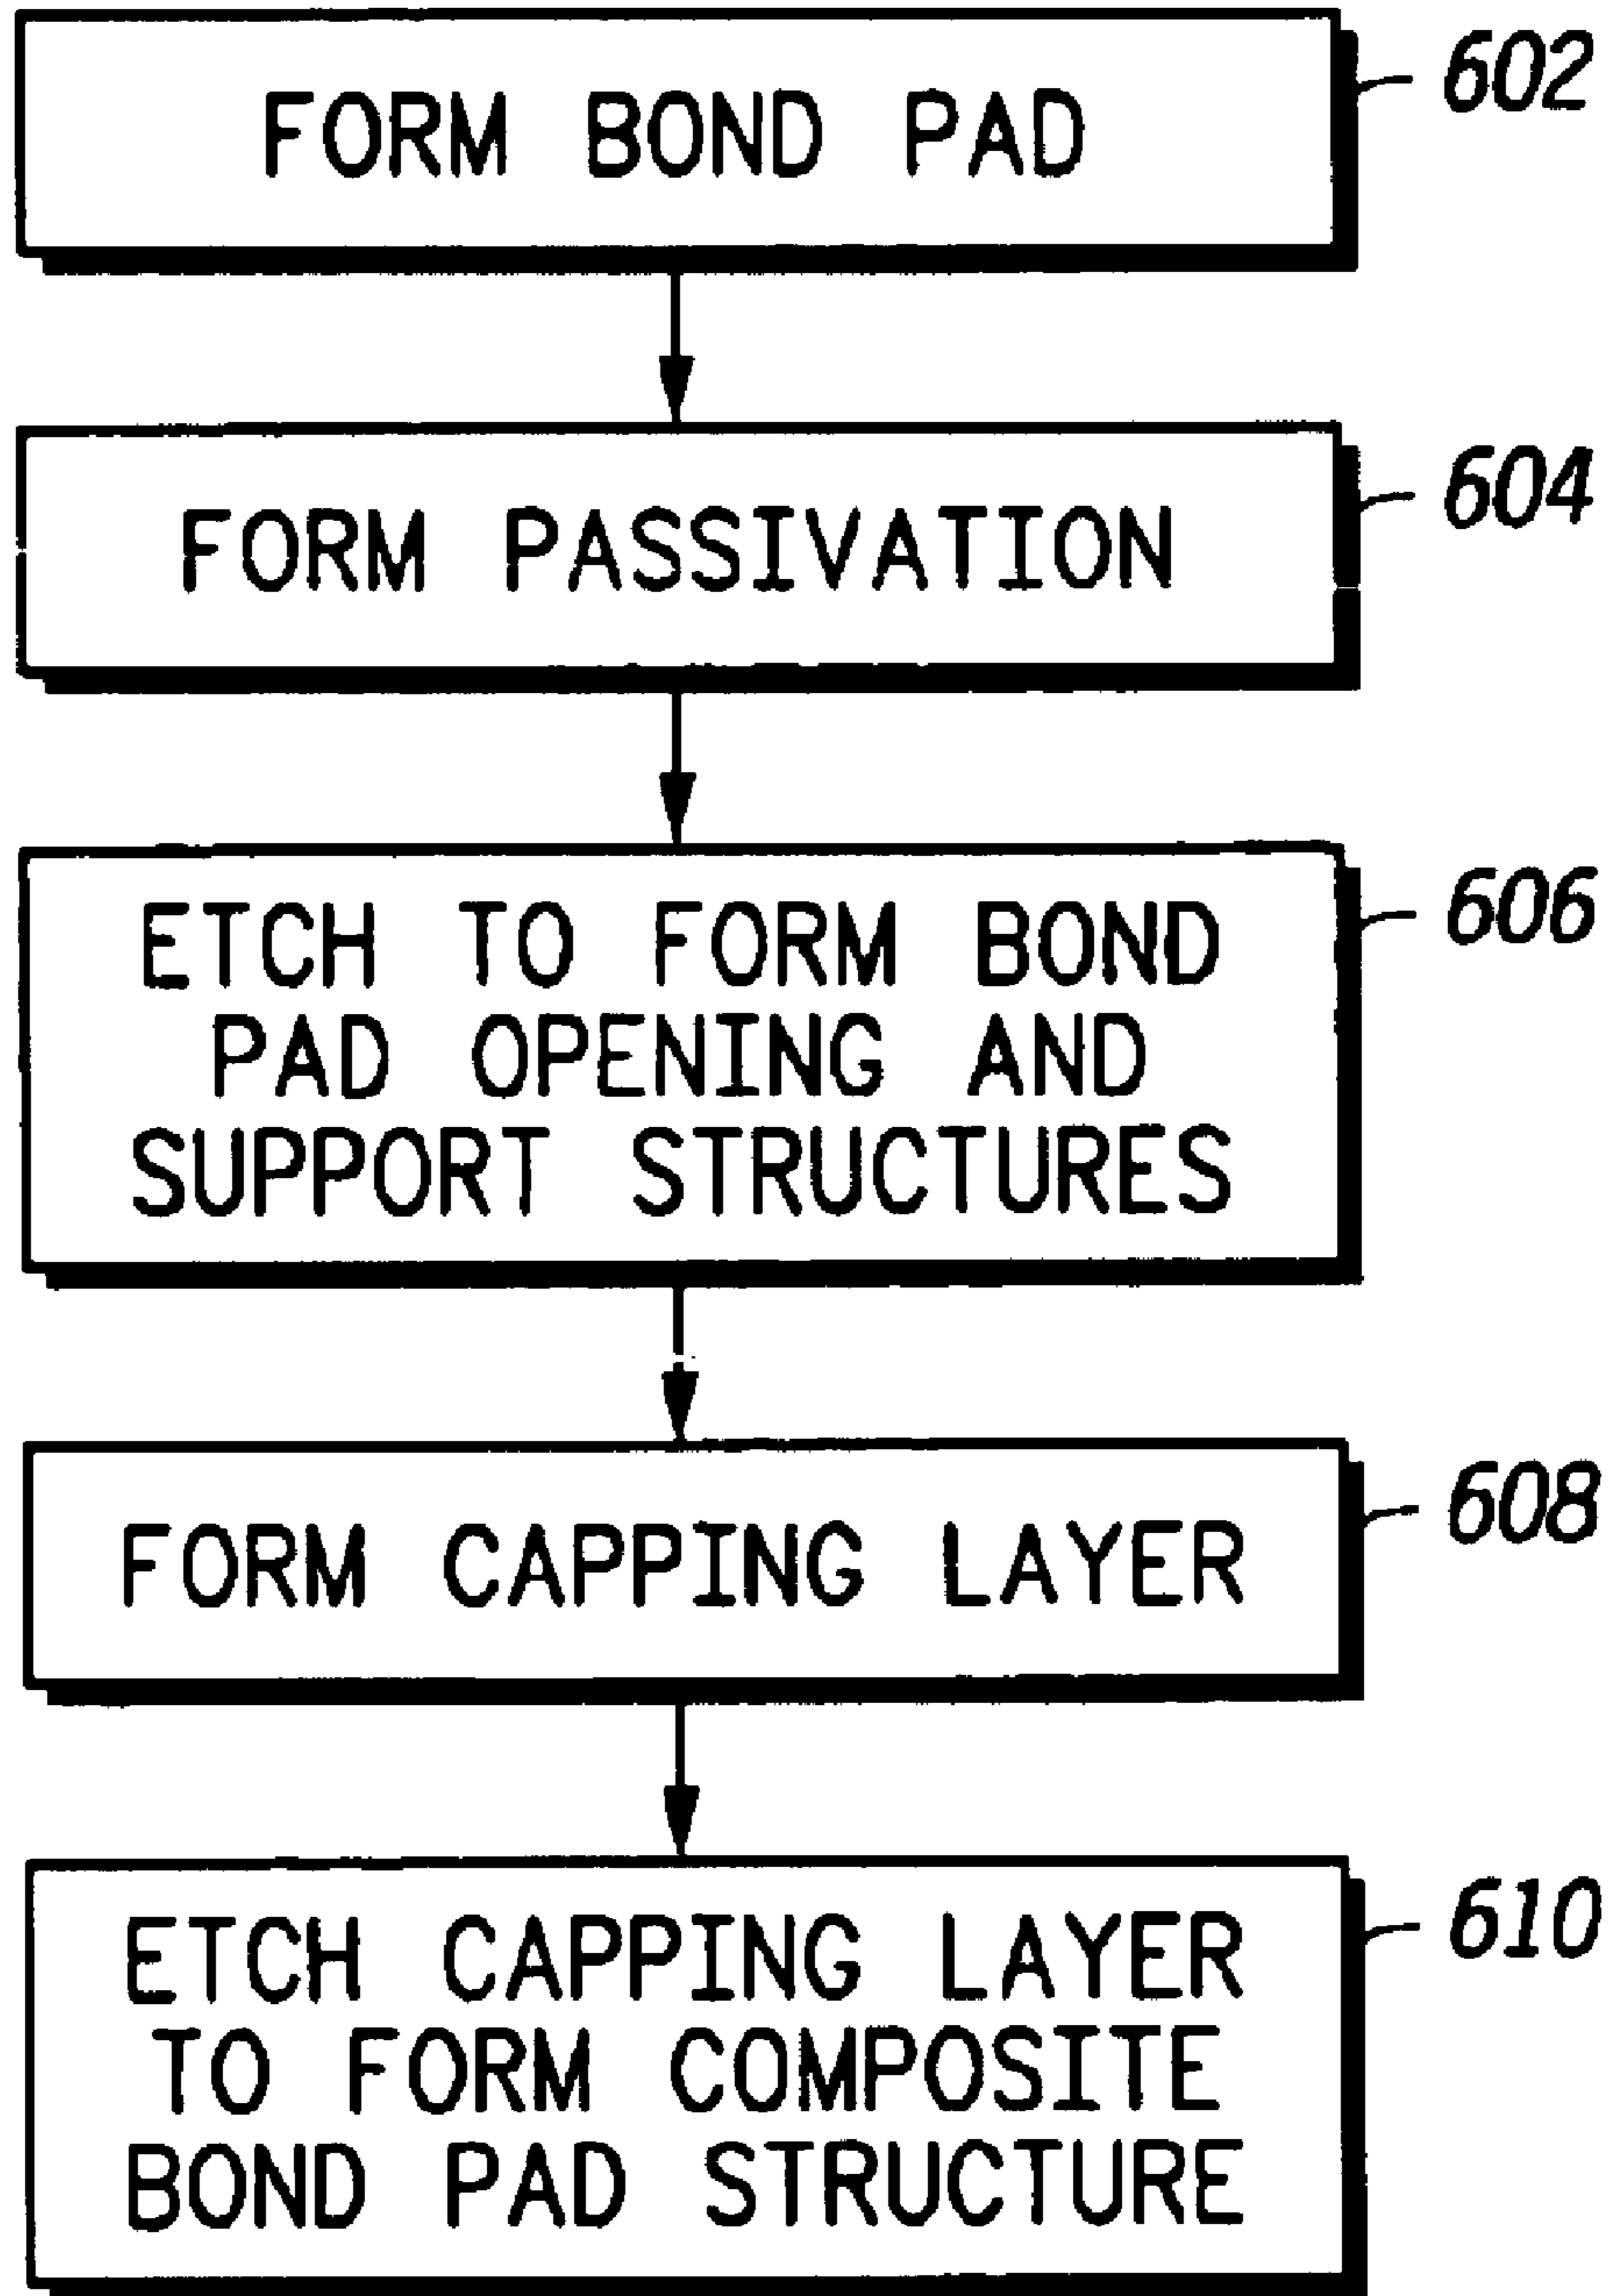 FORM BOND PAD
602
FORM PASSIVATION
604
ETCH TO FORM BOND
PAD OPENING AND
SUPPORT STRUCTURES
606
FORM CAPPING LAYER
608
ETCH CAPPING LAYER
TO FORM COMPOSITE
BOND PAD STRUCTURE
610